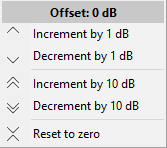 Offset: 0 dB
Increment by 1 dB
Decrement by 1 dB
Increment by 10 dB
Decrement by 10 dB
Reset to zero